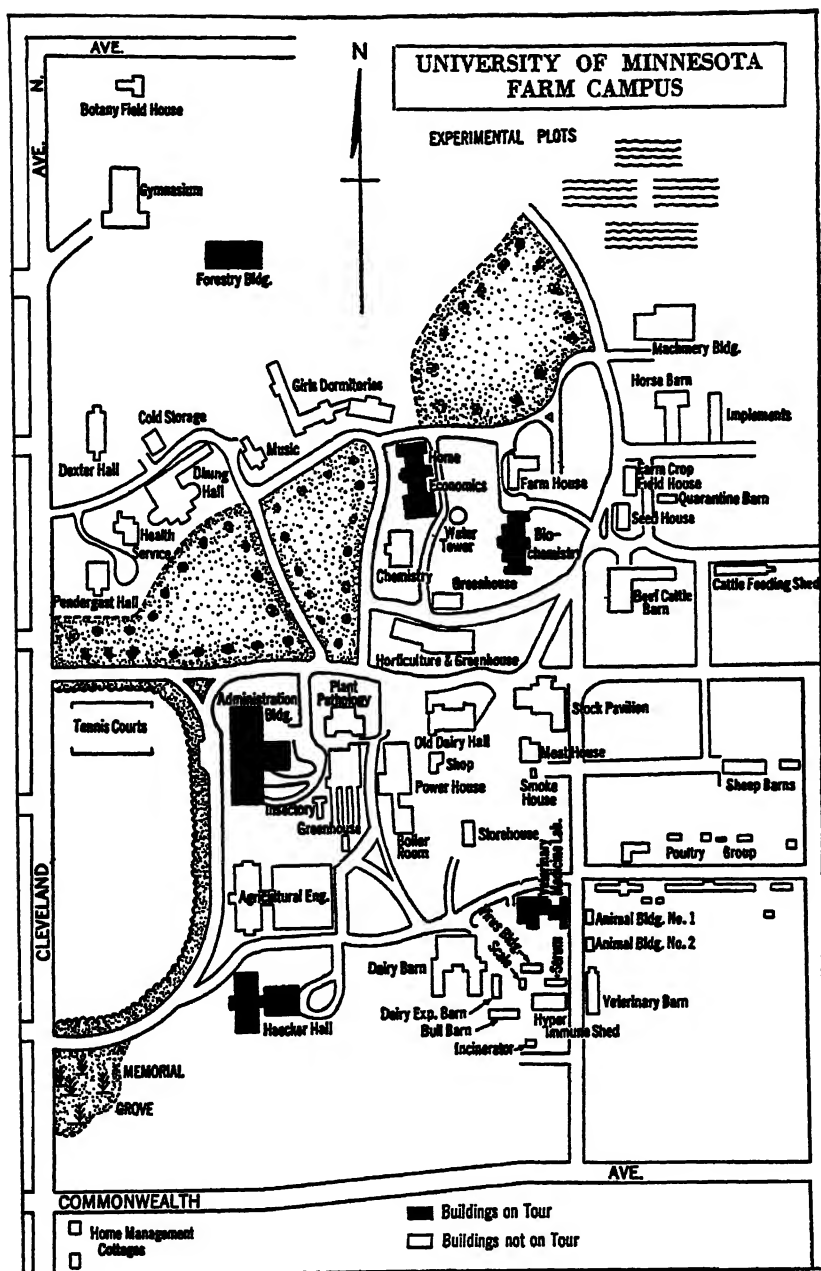 AVE.
N
UNIVERSITY OF MINNESOTA
FARM CAMPUS
N.
AVE.
Botany Field House
EXPERIMENTAL PLOTS
Gymnasium
Forestry Bldg.
Machinery Bldg.
Girls Dormitories
Horse Barn
Implements
Cold Storage
Music
Dexter Hall
Dining
Hall
Home
Economics
Farm House
Farm Crop
Field House
Quarantine Barn
Seed House
Health
Service
Water
Tower
Bio-
chemistry
Chemistry
Greenhouse
Pendergast Hall
Beef Cattle
Barn
Cattle Feeding Shed
Horticulture & Greenhouse
Administration
Bldg.
Plant
Pathology
Tennis Courts
Old Dairy Hall
Stock Pavilion
Shop
Meat House
Power House
Smoke
House
Sheep Barns
Insectory
Greenhouse
Boiler
Room
Storehouse
Poultry Group
Veterinary
Medicine Lab.
Agricultural Eng.
Virus Bldg.
Scale
Serum
Animal Bldg. No. 1
Animal Bldg. No. 2
CLEVELAND
Dairy Barn
Dairy Exp. Barn
Bull Barn
Veterinary Barn
Hyper
Immune Shed
Haecker Hall
Incinerator
MEMORIAL
GROVE
AVE.
COMMONWEALTH
Home Management
Cottages
Buildings on Tour
Buildings not on Tour